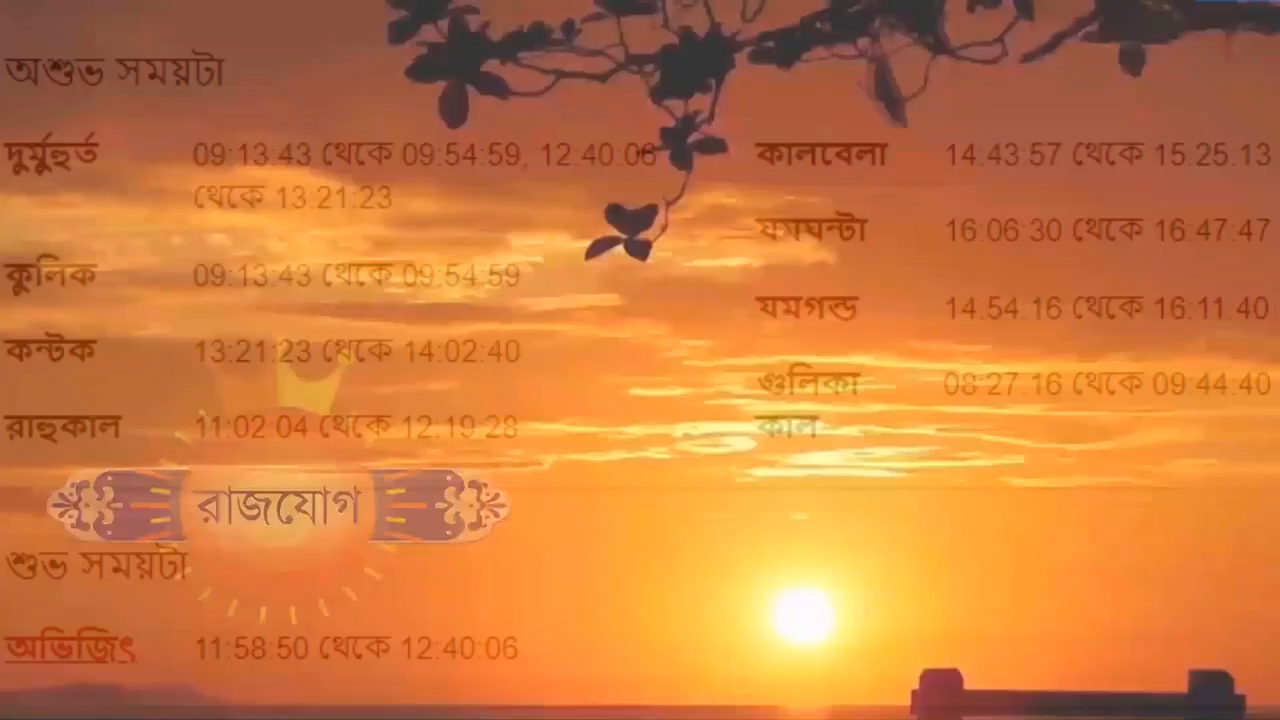 অশুভ সময়টা
দুর্মুহুর্ত 09:13:43 থেকে 09:54:59, 12:40:06 কালবেলা 14:43:57 থেকে 15:25:13
থেকে 13:21:23
যমঘন্টা 16:06:30 থেকে 16:47:47
কুলিক 09:13:43 থেকে 09:54:59
যমগন্ড 14:54:16 থেকে 16:11:40
কন্টক 13:21:23 থেকে 14:02:40
গুলিকা 08:27:16 থেকে 09:44:40
রাহুকাল 11:02:04 থেকে 12:19:28 কাল
রাজযোগ
শুভ সময়টা
অভিজিৎ 11:58:50 থেকে 12:40:06